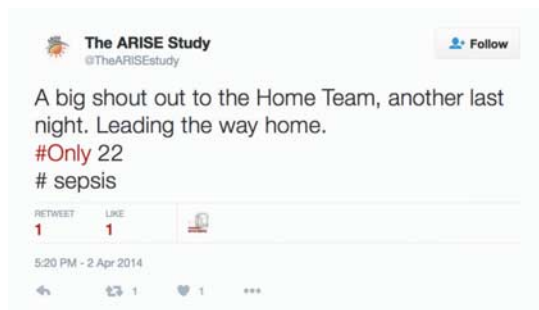 The ARISE Study
@TheARISEstudy
Follow
A big shout out to the Home Team, another last
night. Leading the way home.
#Only 22
# sepsis
RETWEET LIKE
1 1
5:20 PM - 2 Apr 2014
1 1